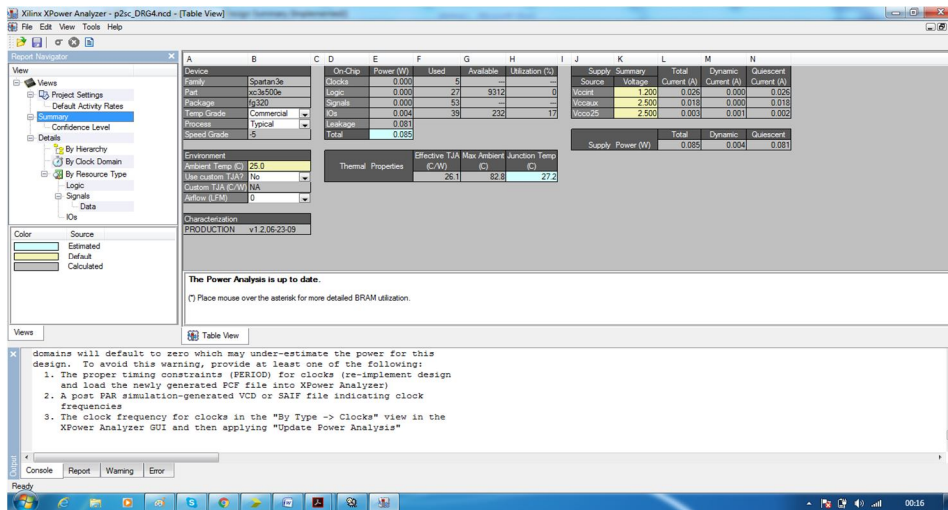 Xilinx XPower Analyzer - p2sc_DRG4.ncd - [Table View]
File Edit View Tools Help
Report Navigator
View
Views
Project Settings
Default Activity Rates
Summary
Confidence Level
Details
By Hierarchy
By Clock Domain
By Resource Type
Logic
Signals
Data
IOs
Color Source
Estimated
Default
Calculated
Views
A B C D E F G H I J K L M N
Device
Family Spartan3e
Part xc3s500e
Package fg320
Temp Grade Commercial
Process Typical
Speed Grade -5
Environment
Ambient Temp (C) 25.0
Use custom TJA? No
Custom TJA (C/W) NA
Airflow (LFM) 0
Characterization
PRODUCTION v1.2,06-23-09
On-Chip Power (W) Used Available Utilization (%)
Clocks 0.000 5 --- ---
Logic 0.000 27 9312 0
Signals 0.000 53 --- ---
IOs 0.004 39 232 17
Leakage 0.081
Total 0.085
Effective TJA Max Ambient Junction Temp
Thermal Properties (C/W) (C) (C)
26.1 82.8 27.2
Supply Summary Total Dynamic Quiescent
Source Voltage Current (A) Current (A) Current (A)
Vccint 1.200 0.026 0.000 0.026
Vccaux 2.500 0.018 0.000 0.018
Vcco25 2.500 0.003 0.001 0.002
Total Dynamic Quiescent
Supply Power (W) 0.085 0.004 0.081
The Power Analysis is up to date.
(*) Place mouse over the asterisk for more detailed BRAM utilization.
Table View
domains will default to zero which may under-estimate the power for this
design. To avoid this warning, provide at least one of the following:
1. The proper timing constraints (PERIOD) for clocks (re-implement design
and load the newly generated PCF file into XPower Analyzer)
2. A post PAR simulation-generated VCD or SAIF file indicating clock
frequencies
3. The clock frequency for clocks in the "By Type -> Clocks" view in the
XPower Analyzer GUI and then applying "Update Power Analysis"
Output
Console Report Warning Error
Ready
00:16